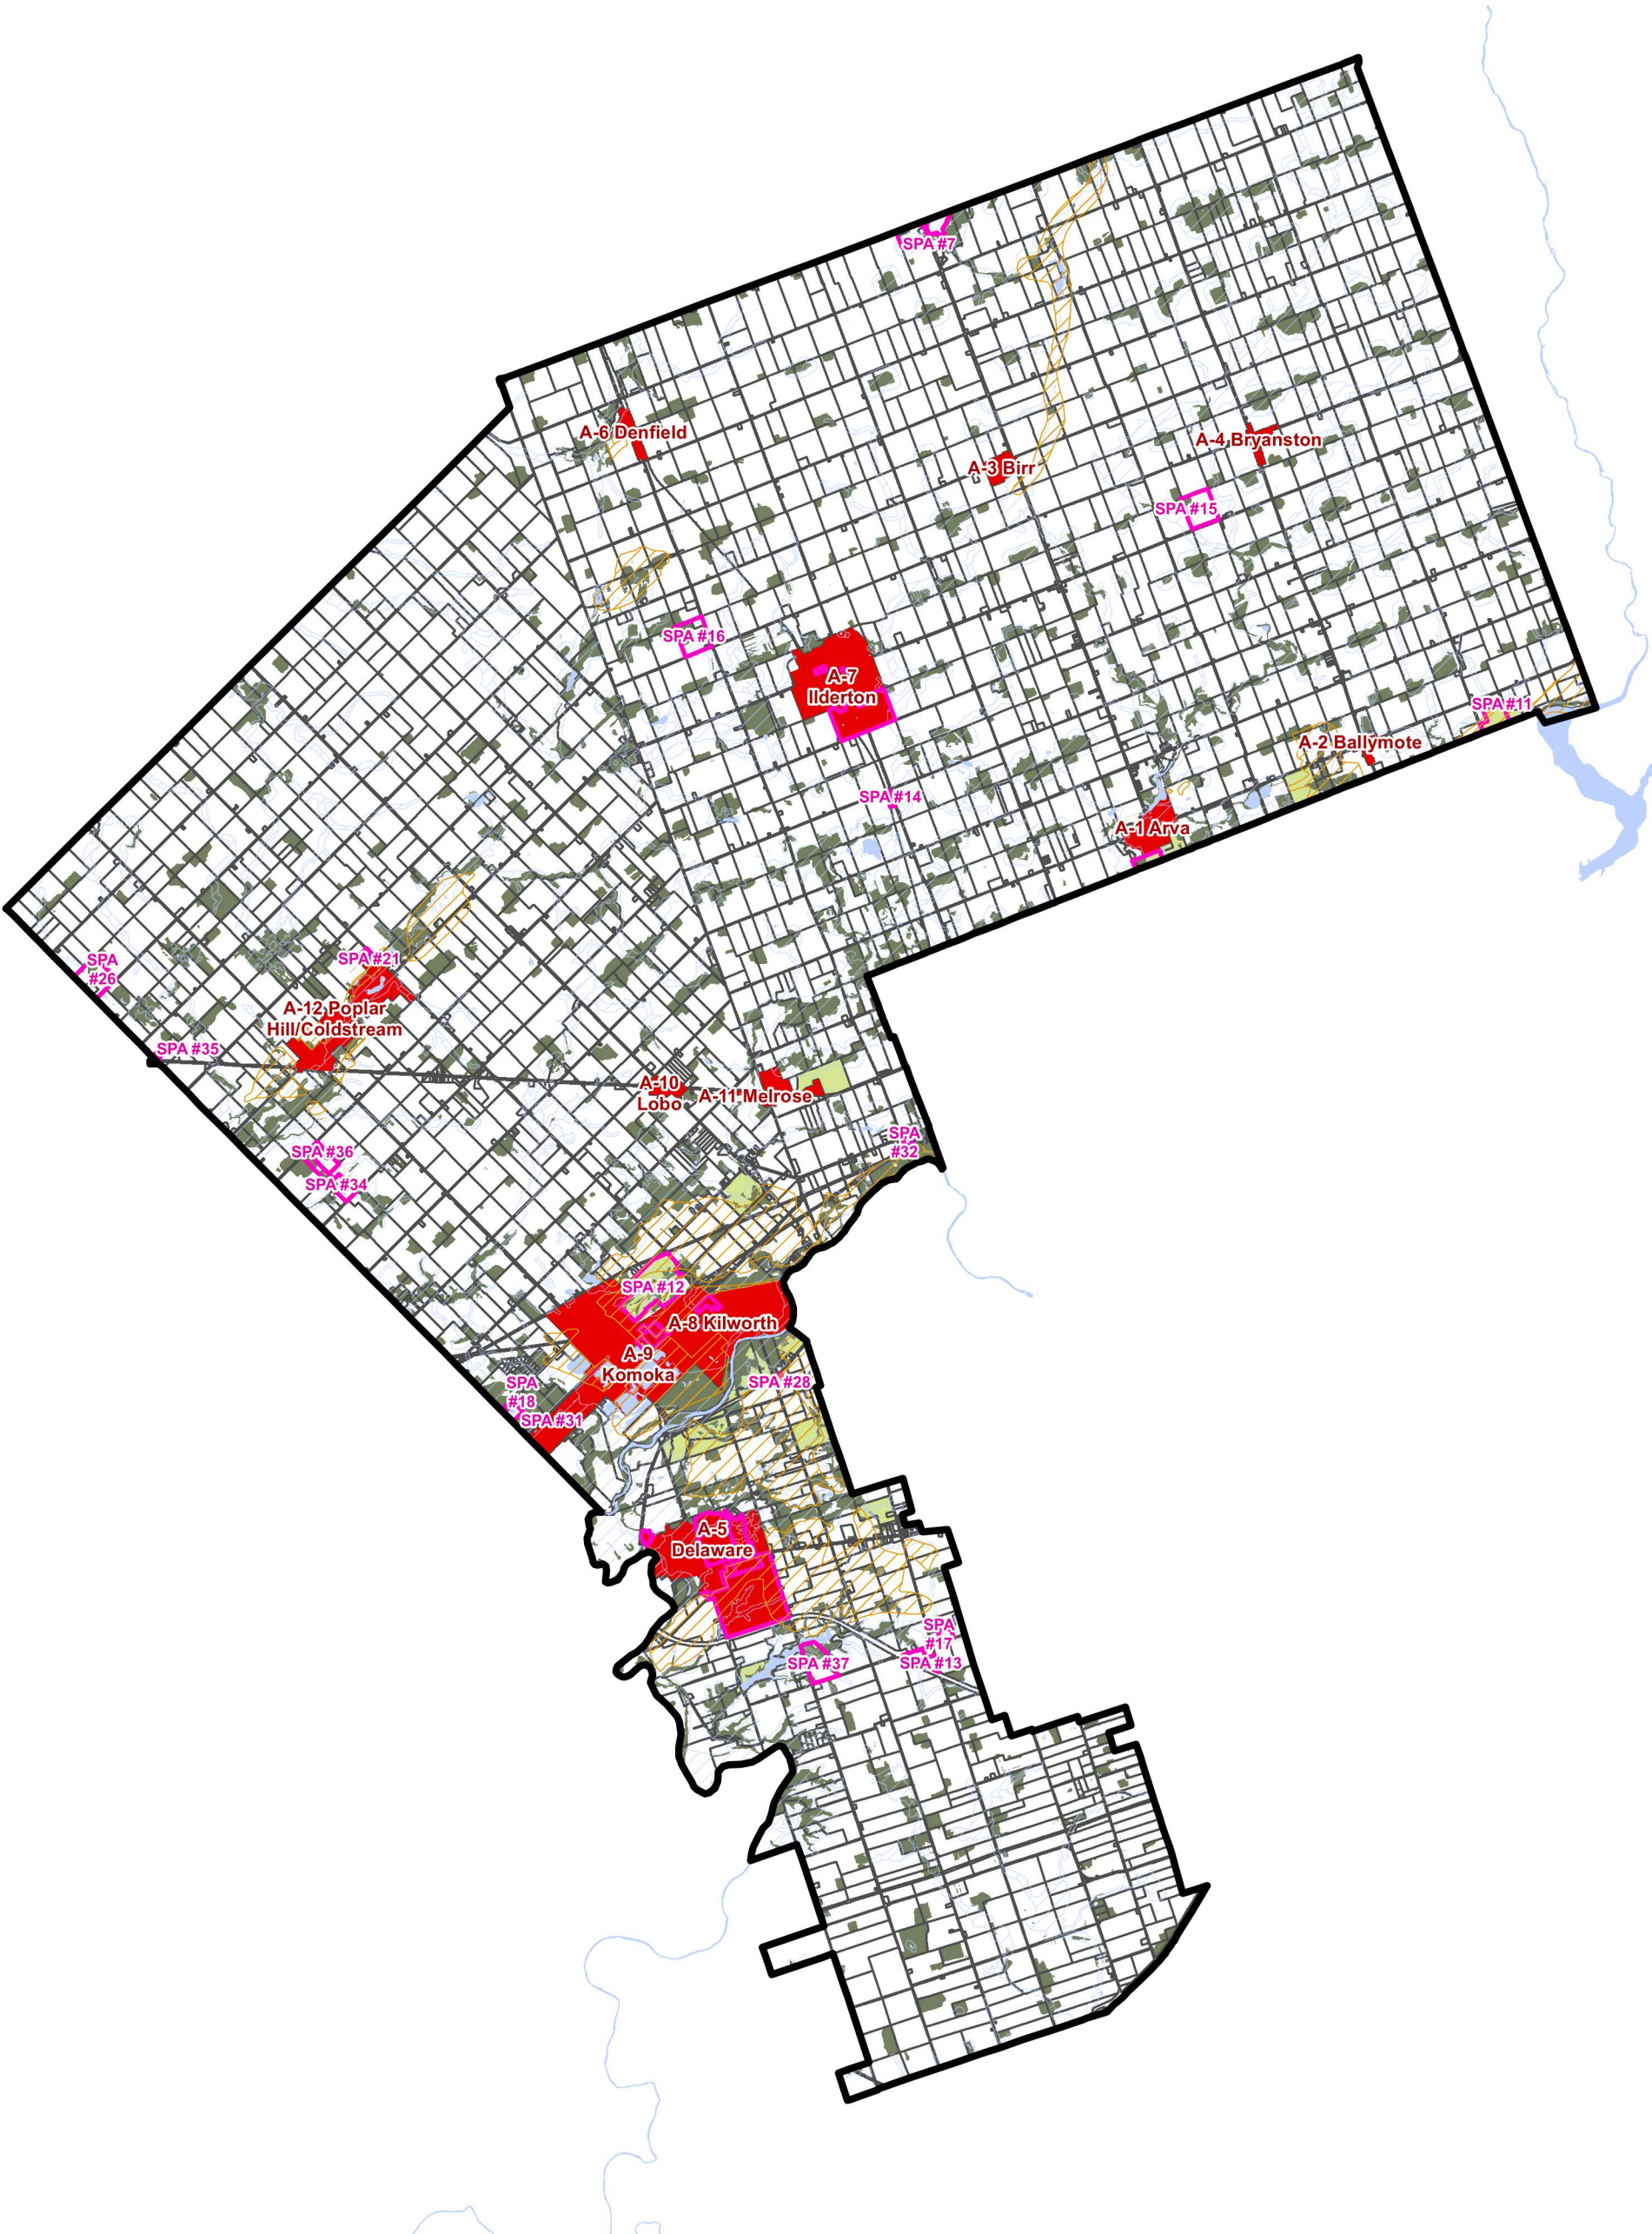 SPA #7
A-6 Denfield
A-4 Bryanston
A-3 Birr
SPA #15
SPA #16
A-7
Ilderton
SPA #11
A-2 Ballymote
SPA #14
A-1 Arva
SPA
#26
SPA #21
A-12 Poplar
Hill/Coldstream
SPA #35
A-10
Lobo
A-11 Melrose
SPA
#32
SPA #36
SPA #34
SPA #12
A-8 Kilworth
A-9
Komoka
SPA
#18
SPA #28
SPA #31
A-5
Delaware
SPA
#17
SPA #37
SPA #13